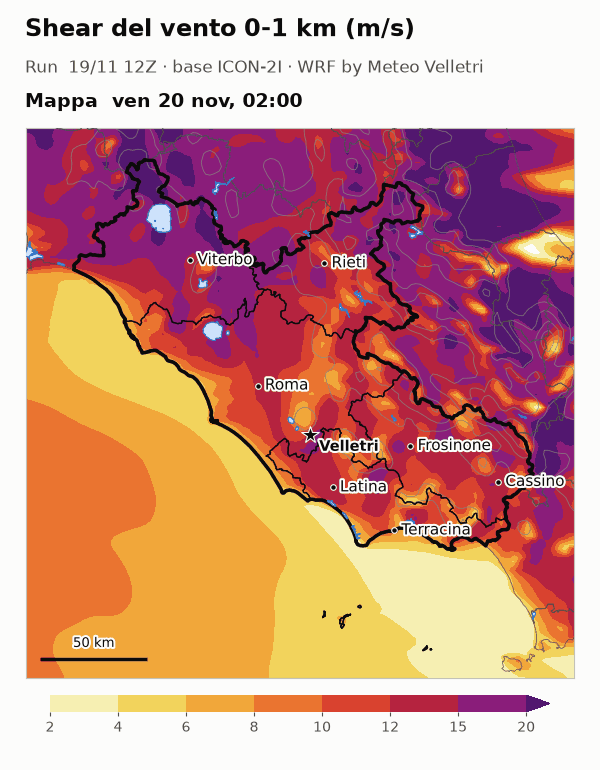 Shear del vento 0-1 km (m/s)
Run  19/11 12Z · base ICON-2I · WRF by Meteo Velletri
Mappa  ven 20 nov, 02:00
Viterbo
Rieti
Roma
Velletri
Frosinone
Latina
Cassino
Terracina
50 km
2 4 6 8 10 12 15 20